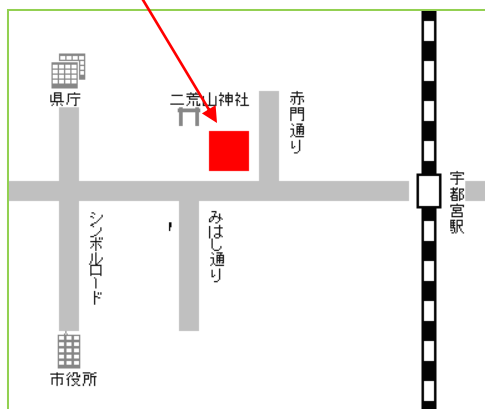 県庁
二荒山神社
赤門通り
宇都宮駅
シンボルロード
みはし通り
市役所